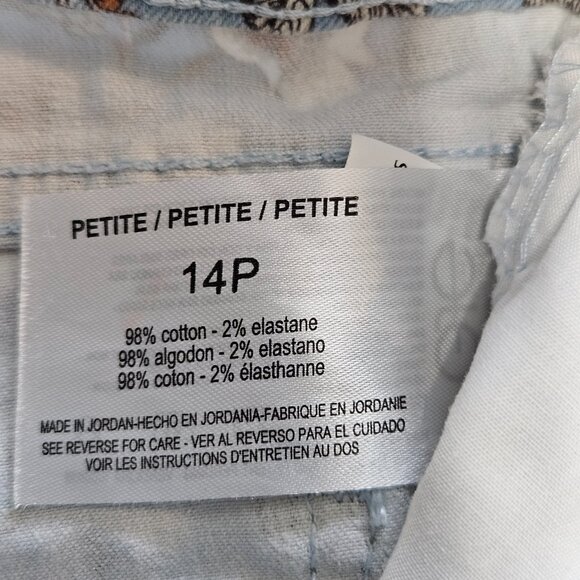 PETITE / PETITE / PETITE
14P
98% cotton - 2% elastane
98% algodon - 2% elastano
98% coton - 2% élasthanne
MADE IN JORDAN-HECHO EN JORDANIA-FABRIQUE EN JORDANIE
SEE REVERSE FOR CARE - VER AL REVERSO PARA EL CUIDADO
VOIR LES INSTRUCTIONS D'ENTRETIEN AU DOS